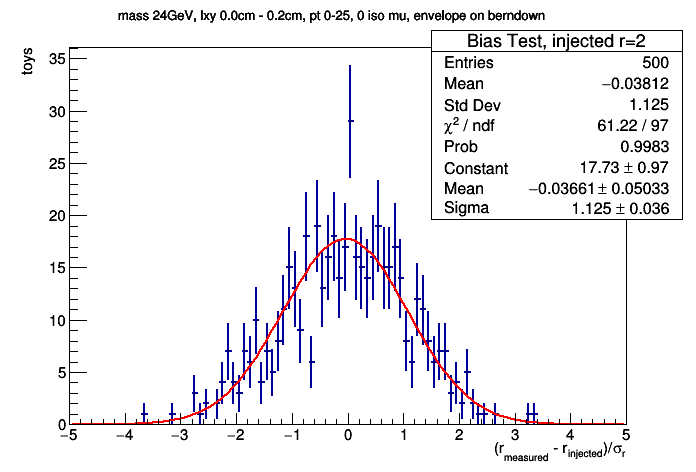 mass 24GeV, lxy 0.0cm - 0.2cm, pt 0-25, 0 iso mu, envelope on berndown
Bias Test, injected r=2
Entries 500
Mean −0.03812
Std Dev 1.125
χ² / ndf 61.22 / 97
Prob 0.9983
Constant 17.73 ± 0.97
Mean −0.03661 ± 0.05033
Sigma 1.125 ± 0.036
toys
35
30
25
20
15
10
5
0
−5 −4 −3 −2 −1 0 1 2 3 4 5
(r_measured - r_injected)/σ_r